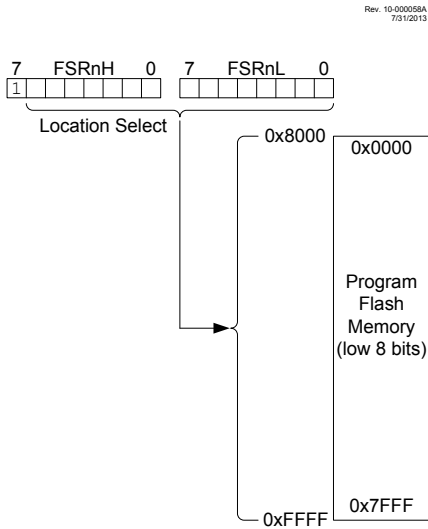 Rev. 10-000058A
7/31/2013
7 FSRnH 0 7 FSRnL 0
1
Location Select
0x8000
0x0000
Program
Flash
Memory
(low 8 bits)
0x7FFF
0xFFFF